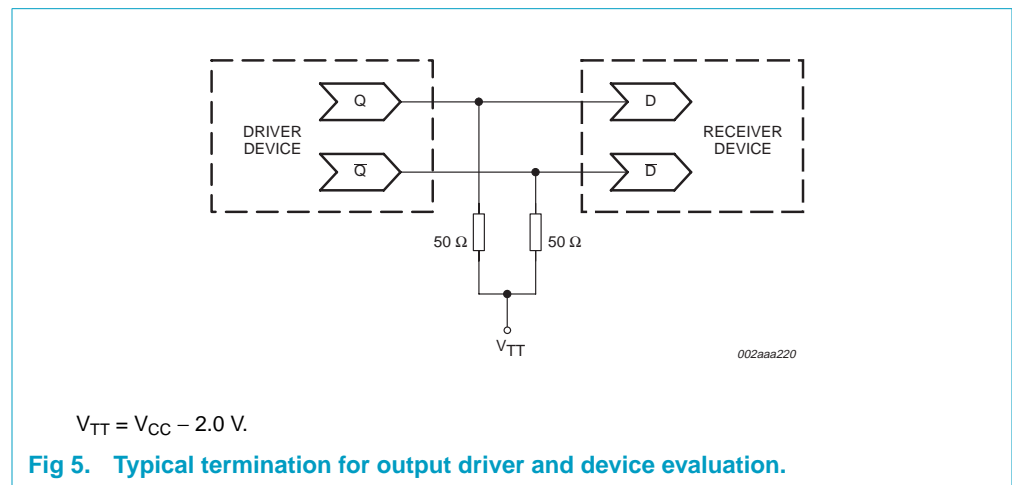 Q
D
DRIVER
DEVICE
RECEIVER
DEVICE
Q̅
D̅
50 Ω
50 Ω
VTT
002aaa220
VTT = VCC − 2.0 V.
Fig 5. Typical termination for output driver and device evaluation.